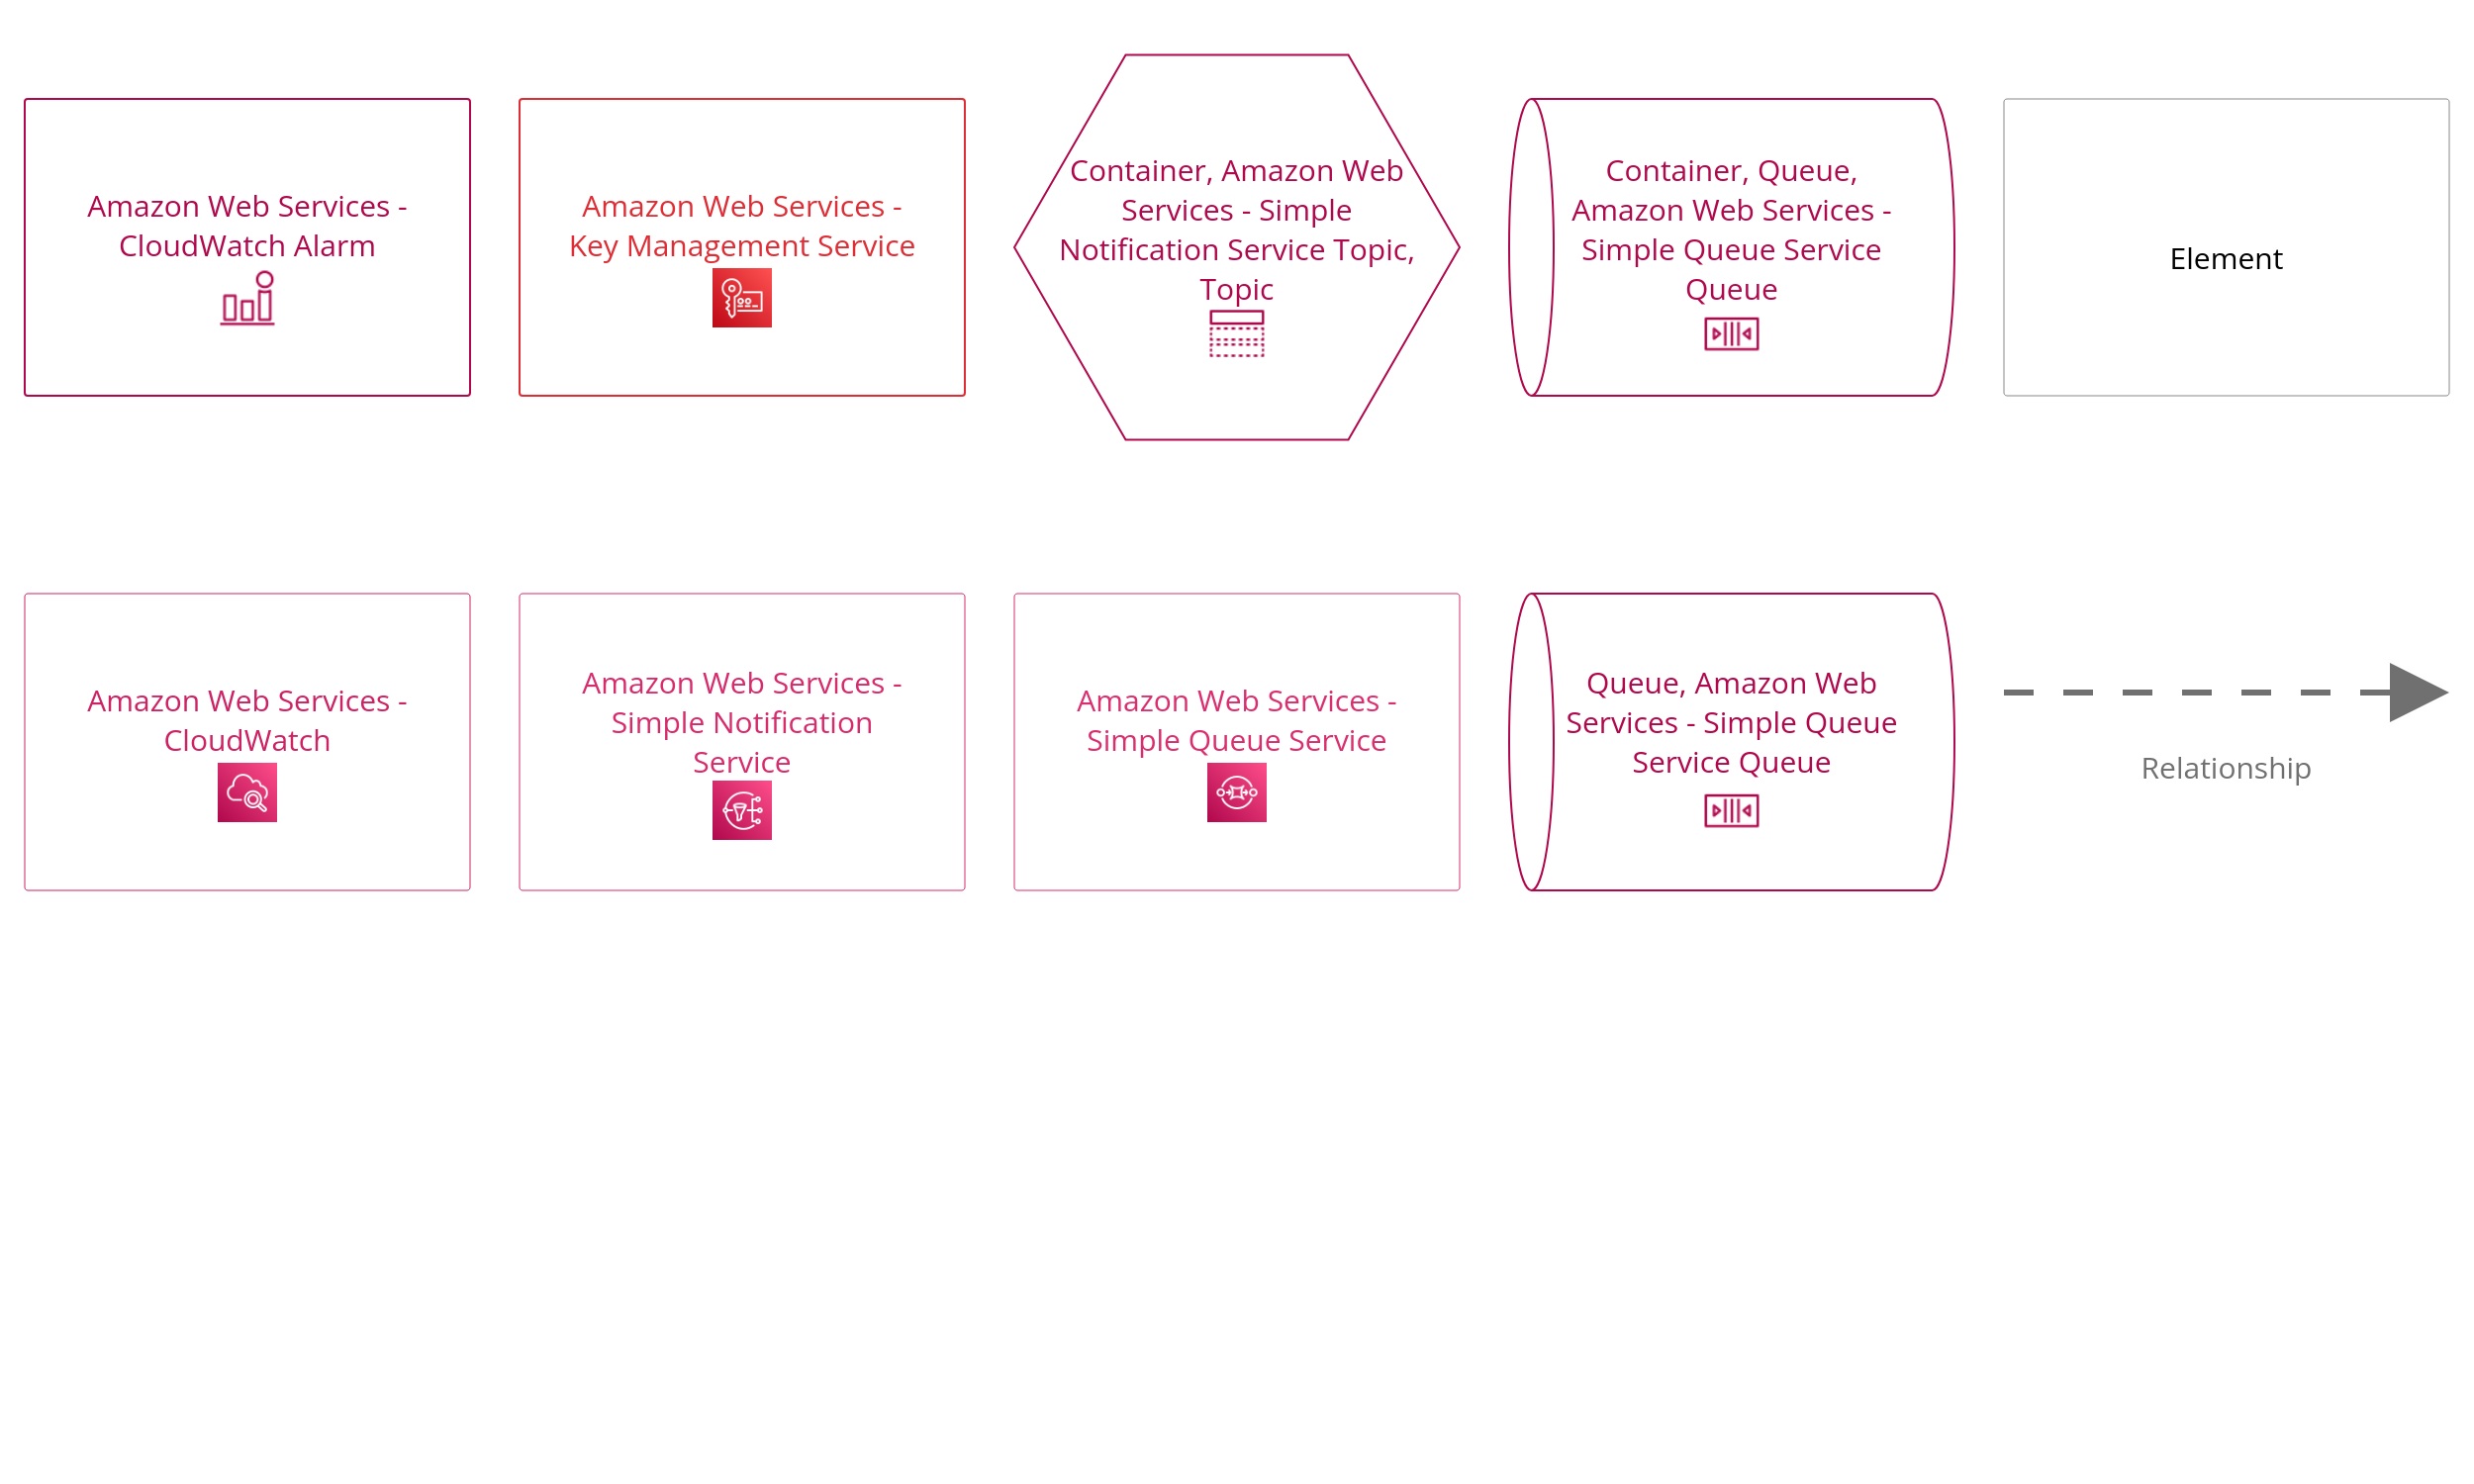 Amazon Web Services -
CloudWatch Alarm
Amazon Web Services -
Key Management Service
Container, Amazon Web
Services - Simple
Notification Service Topic,
Topic
Container, Queue,
Amazon Web Services -
Simple Queue Service
Queue
Element
Amazon Web Services -
CloudWatch
Amazon Web Services -
Simple Notification
Service
Amazon Web Services -
Simple Queue Service
Queue, Amazon Web
Services - Simple Queue
Service Queue
Relationship